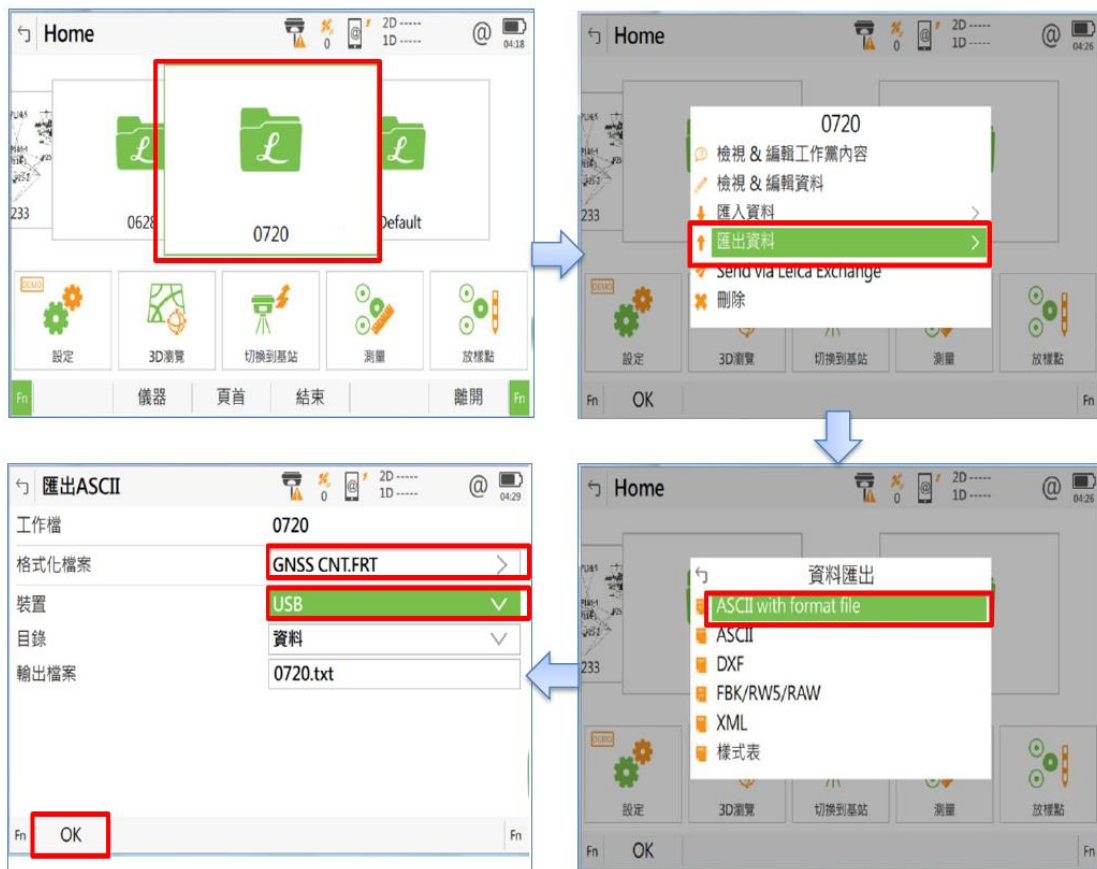 Home
0
2D -----
1D -----
04:18
233
0628
0720
Default
DEMO
設定
3D瀏覽
切換到基站
測量
放樣點
Fn
儀器
頁首
結束
離開
Fn
Home
0
2D -----
1D -----
04:26
0720
檢視 & 編輯工作黨內容
檢視 & 編輯資料
匯入資料
匯出資料
Send via Leica Exchange
刪除
233
DEMO
設定
3D瀏覽
切換到基站
測量
放樣點
Fn
OK
Fn
匯出ASCII
0
2D -----
1D -----
04:29
工作檔
0720
格式化檔案
GNSS CNT.FRT
裝置
USB
目錄
資料
輸出檔案
0720.txt
Fn
OK
Fn
Home
0
2D -----
1D -----
04:26
資料匯出
ASCII with format file
ASCII
DXF
FBK/RW5/RAW
XML
樣式表
233
DEMO
設定
3D瀏覽
切換到基站
測量
放樣點
Fn
OK
Fn